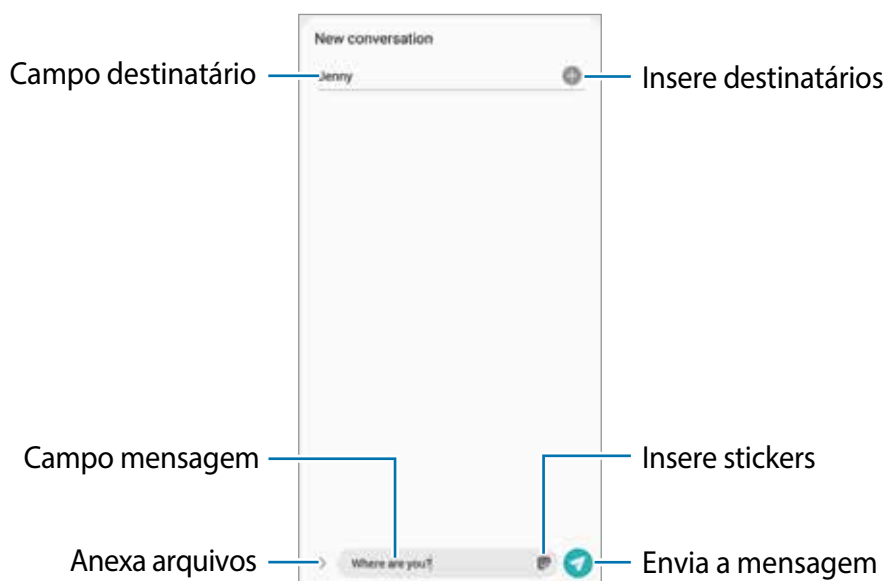 New conversation
Campo destinatário
Jenny
Insere destinatários
Campo mensagem
Insere stickers
Anexa arquivos
Where are you?
Envia a mensagem